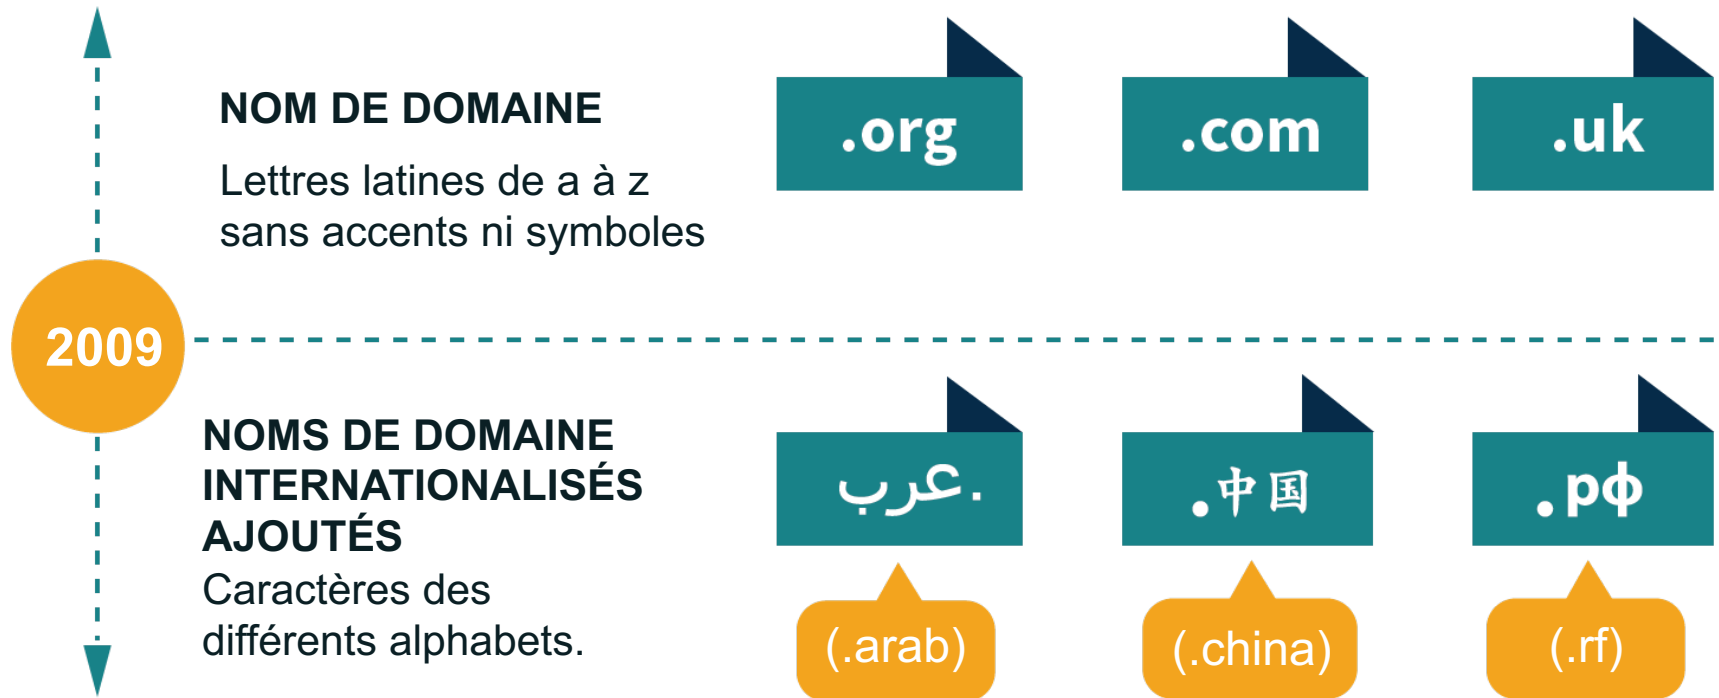 NOM DE DOMAINE
Lettres latines de a à z
sans accents ni symboles
.org
.com
.uk
2009
NOMS DE DOMAINE
INTERNATIONALISÉS
AJOUTÉS
Caractères des
différents alphabets.
.عرب
.中国
.рф
(.arab)
(.china)
(.rf)